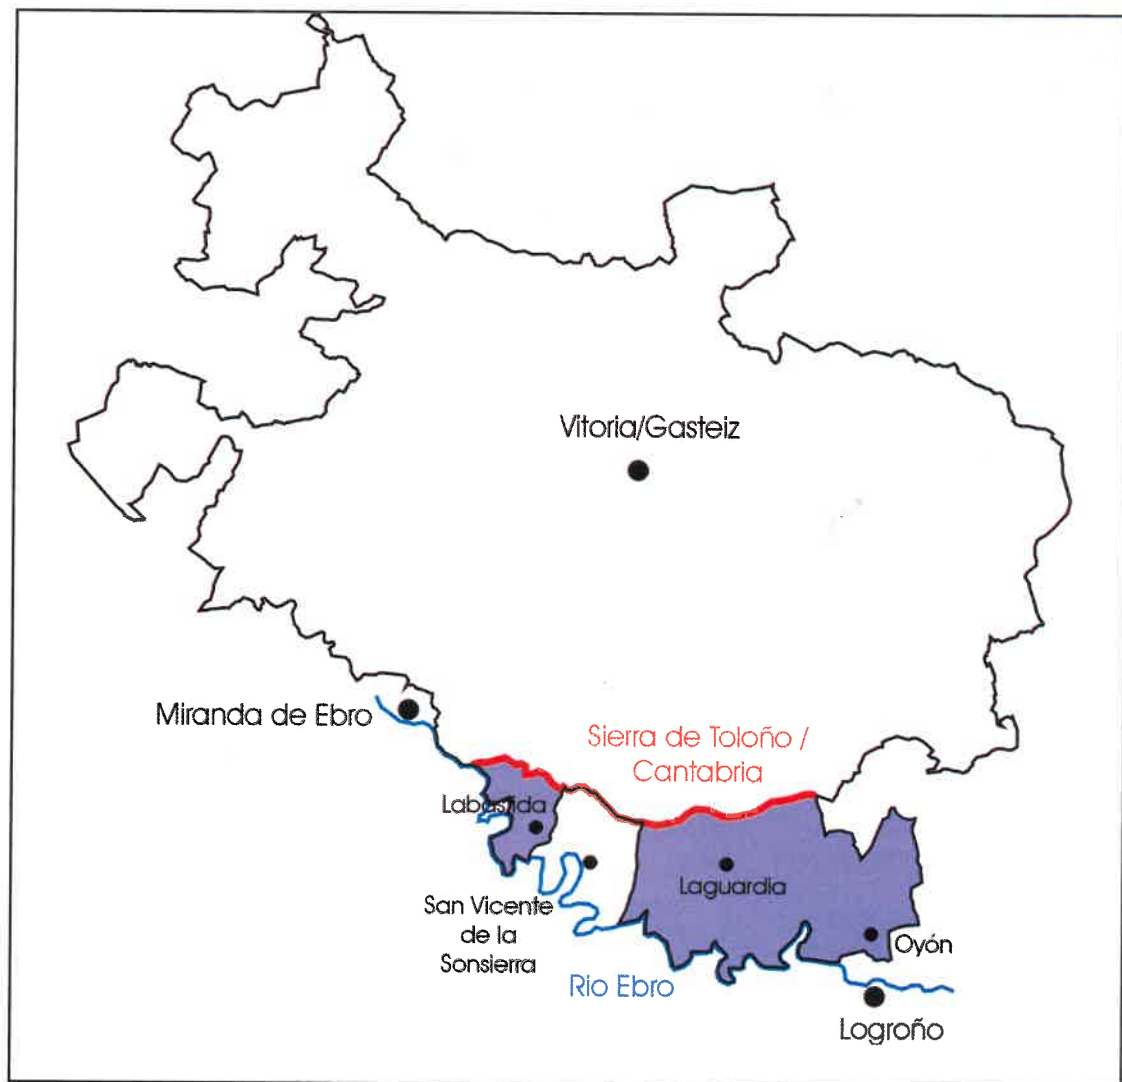 Vitoria/Gasteiz
Miranda de Ebro
Sierra de Toloño /
Cantabria
Labastida
Laguardia
San Vicente
de la
Sonsierra
Oyón
Rio Ebro
Logroño